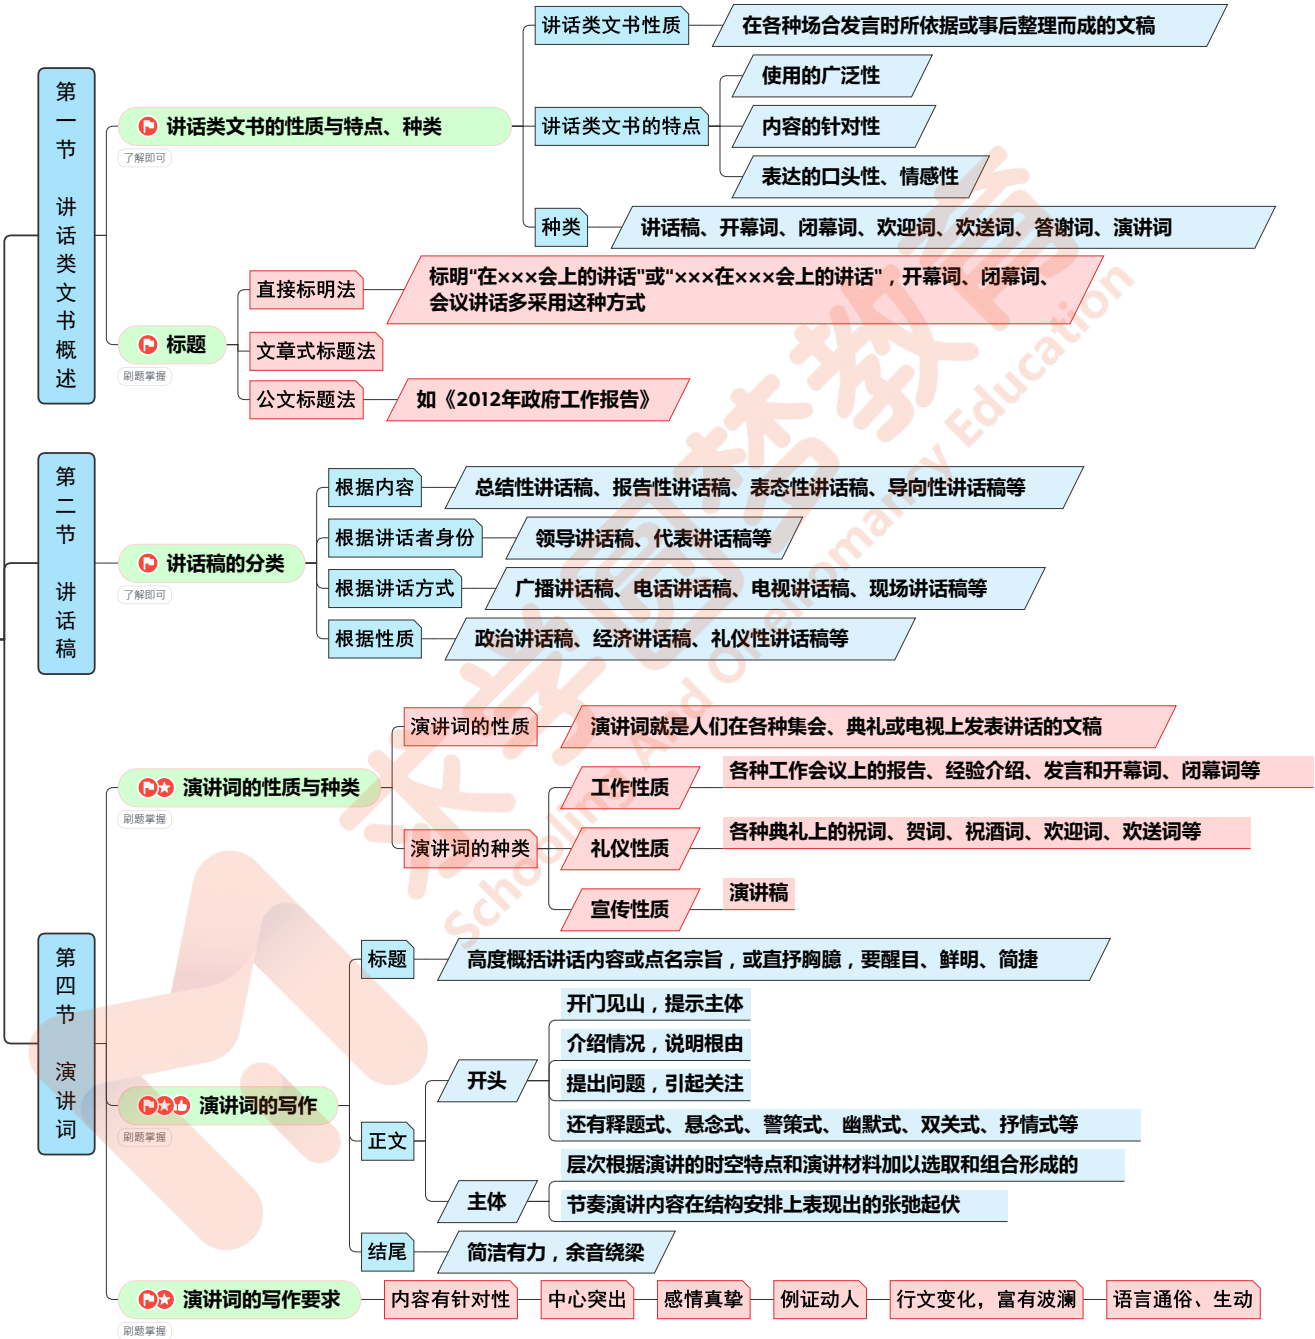 第一节 讲话类文书概述
讲话类文书的性质与特点、种类
了解即可
讲话类文书性质
在各种场合发言时所依据或事后整理而成的文稿
讲话类文书的特点
使用的广泛性
内容的针对性
表达的口头性、情感性
种类
讲话稿、开幕词、闭幕词、欢迎词、欢送词、答谢词、演讲词
标题
刷题掌握
直接标明法
标明“在×××会上的讲话"或“×××在×××会上的讲话"，开幕词、闭幕词、
会议讲话多采用这种方式
文章式标题法
公文标题法
如《2012年政府工作报告》
第二节 讲话稿
讲话稿的分类
了解即可
根据内容
总结性讲话稿、报告性讲话稿、表态性讲话稿、导向性讲话稿等
根据讲话者身份
领导讲话稿、代表讲话稿等
根据讲话方式
广播讲话稿、电话讲话稿、电视讲话稿、现场讲话稿等
根据性质
政治讲话稿、经济讲话稿、礼仪性讲话稿等
第四节 演讲词
演讲词的性质与种类
刷题掌握
演讲词的性质
演讲词就是人们在各种集会、典礼或电视上发表讲话的文稿
演讲词的种类
工作性质
各种工作会议上的报告、经验介绍、发言和开幕词、闭幕词等
礼仪性质
各种典礼上的祝词、贺词、祝酒词、欢迎词、欢送词等
宣传性质
演讲稿
演讲词的写作
刷题掌握
标题
高度概括讲话内容或点名宗旨，或直抒胸臆，要醒目、鲜明、简捷
正文
开头
开门见山，提示主体
介绍情况，说明根由
提出问题，引起关注
还有释题式、悬念式、警策式、幽默式、双关式、抒情式等
主体
层次根据演讲的时空特点和演讲材料加以选取和组合形成的
节奏演讲内容在结构安排上表现出的张弛起伏
结尾
简洁有力，余音绕梁
演讲词的写作要求
刷题掌握
内容有针对性
中心突出
感情真挚
例证动人
行文变化，富有波澜
语言通俗、生动
求学圆梦教育
Schooling And Oneiromancy Education